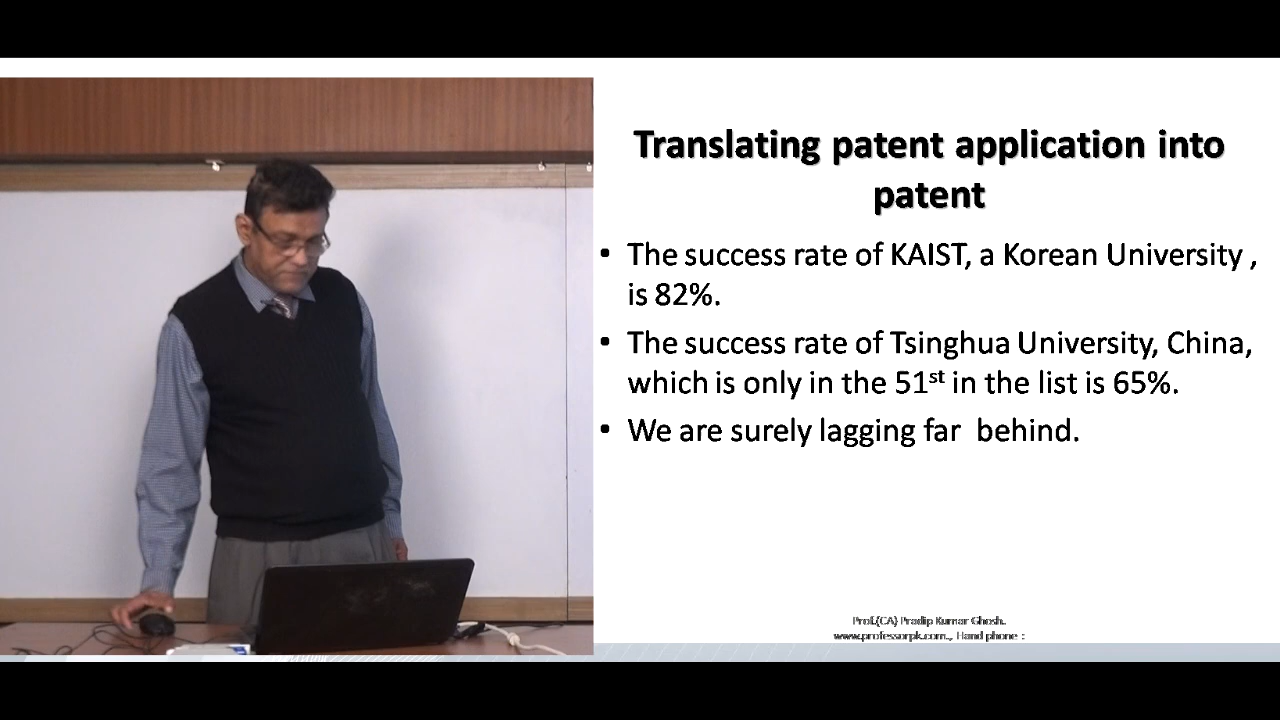 Translating patent application into
patent
• The success rate of KAIST, a Korean University ,
is 82%.
• The success rate of Tsinghua University, China,
which is only in the 51st in the list is 65%.
• We are surely lagging far behind.
Prof.(CA) Pradip Kumar Ghosh.
www.professorpk.com., Hand phone :